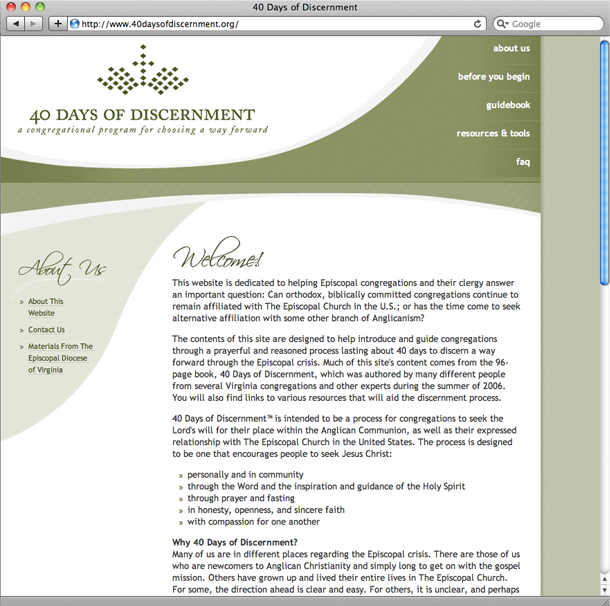 40 Days of Discernment
http://www.40daysofdiscernment.org/
Google
about us
before you begin
guidebook
resources & tools
faq
40 DAYS OF DISCERNMENT
a congregational program for choosing a way forward
About Us
» About This
Website
» Contact Us
» Materials From The
Episcopal Diocese
of Virginia
Welcome!
This website is dedicated to helping Episcopal congregations and their clergy answer
an important question: Can orthodox, biblically committed congregations continue to
remain affiliated with The Episcopal Church in the U.S.; or has the time come to seek
alternative affiliation with some other branch of Anglicanism?
The contents of this site are designed to help introduce and guide congregations
through a prayerful and reasoned process lasting about 40 days to discern a way
forward through the Episcopal crisis. Much of this site's content comes from the 96-
page book, 40 Days of Discernment, which was authored by many different people
from several Virginia congregations and other experts during the summer of 2006.
You will also find links to various resources that will aid the discernment process.
40 Days of Discernment™ is intended to be a process for congregations to seek the
Lord's will for their place within the Anglican Communion, as well as their expressed
relationship with The Episcopal Church in the United States. The process is designed
to be one that encourages people to seek Jesus Christ:
» personally and in community
» through the Word and the inspiration and guidance of the Holy Spirit
» through prayer and fasting
» in honesty, openness, and sincere faith
» with compassion for one another
Why 40 Days of Discernment?
Many of us are in different places regarding the Episcopal crisis. There are those of us
who are newcomers to Anglican Christianity and simply long to get on with the gospel
mission. Others have grown up and lived their entire lives in The Episcopal Church.
For some, the direction ahead is clear and easy. For others, it is unclear, and perhaps